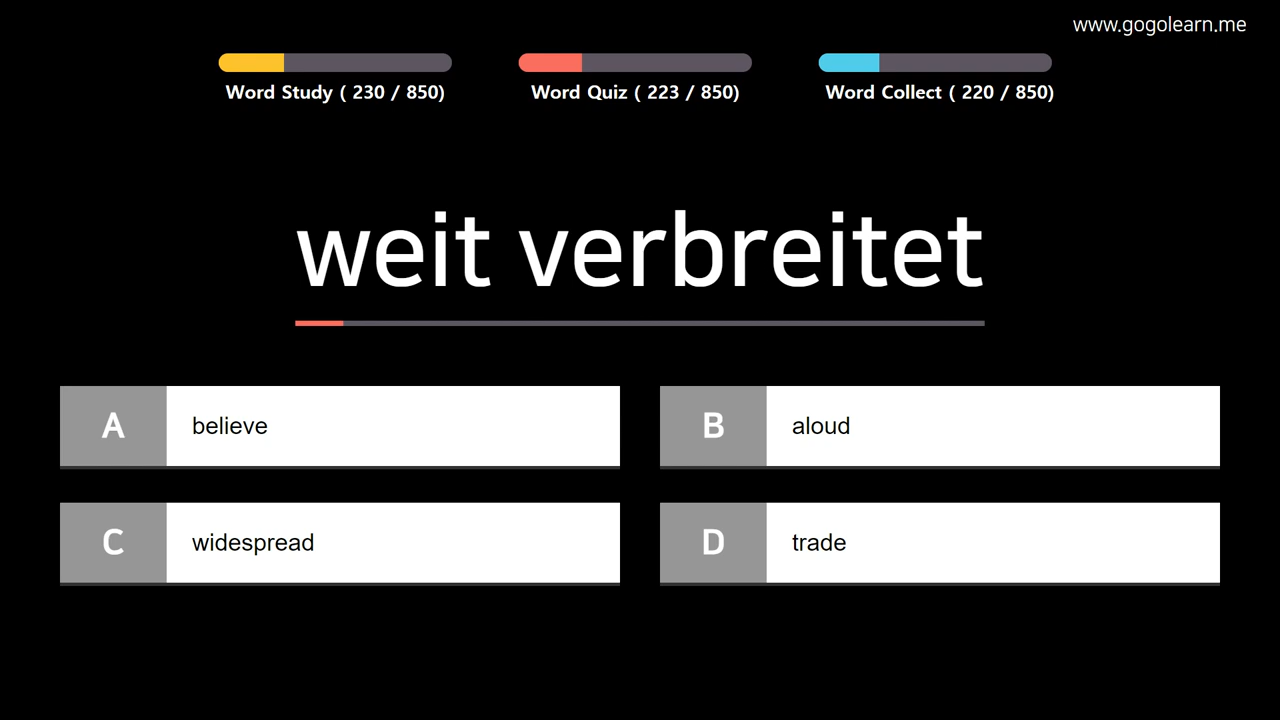 www.gogolearn.me
Word Study ( 230 / 850)
Word Quiz ( 223 / 850)
Word Collect ( 220 / 850)
weit verbreitet
A believe
B aloud
C widespread
D trade